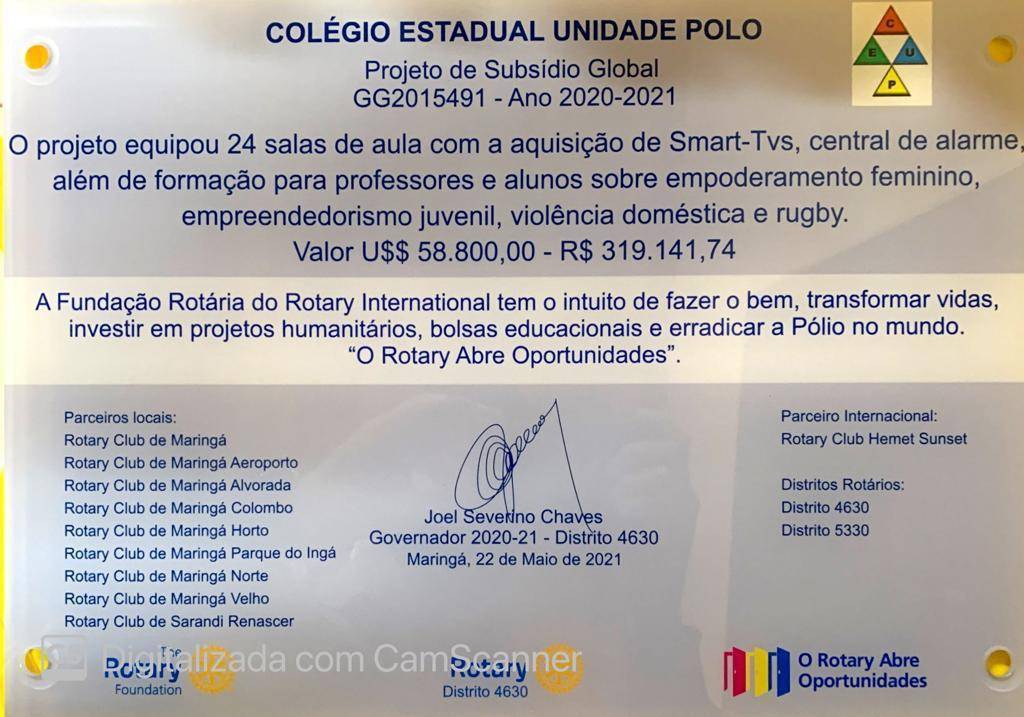 COLÉGIO ESTADUAL UNIDADE POLO
Projeto de Subsídio Global
GG2015491 - Ano 2020-2021
C
E U
P
O projeto equipou 24 salas de aula com a aquisição de Smart-Tvs, central de alarme,
além de formação para professores e alunos sobre empoderamento feminino,
empreendedorismo juvenil, violência doméstica e rugby.
Valor U$$ 58.800,00 - R$ 319.141,74
A Fundação Rotária do Rotary International tem o intuito de fazer o bem, transformar vidas,
investir em projetos humanitários, bolsas educacionais e erradicar a Pólio no mundo.
“O Rotary Abre Oportunidades”.
Parceiros locais:
Rotary Club de Maringá
Rotary Club de Maringá Aeroporto
Rotary Club de Maringá Alvorada
Rotary Club de Maringá Colombo
Rotary Club de Maringá Horto
Rotary Club de Maringá Parque do Ingá
Rotary Club de Maringá Norte
Rotary Club de Maringá Velho
Rotary Club de Sarandi Renascer
Joel Severino Chaves
Governador 2020-21 - Distrito 4630
Maringá, 22 de Maio de 2021
Parceiro Internacional:
Rotary Club Hemet Sunset
Distritos Rotários:
Distrito 4630
Distrito 5330
The
Rotary
Foundation
Rotary
Distrito 4630
O Rotary Abre
Oportunidades
Digitalizada com CamScanner